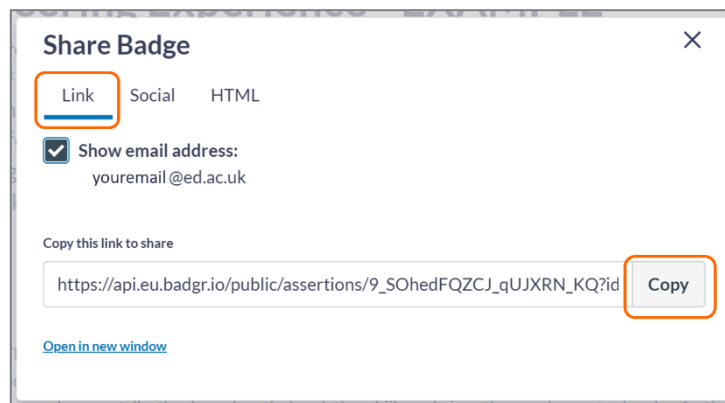 Share Badge
Link Social HTML
Show email address:
youremail@ed.ac.uk
Copy this link to share
https://api.eu.badgr.io/public/assertions/9_SOhedFQZCJ_qUJXRN_KQ?id Copy
Open in new window